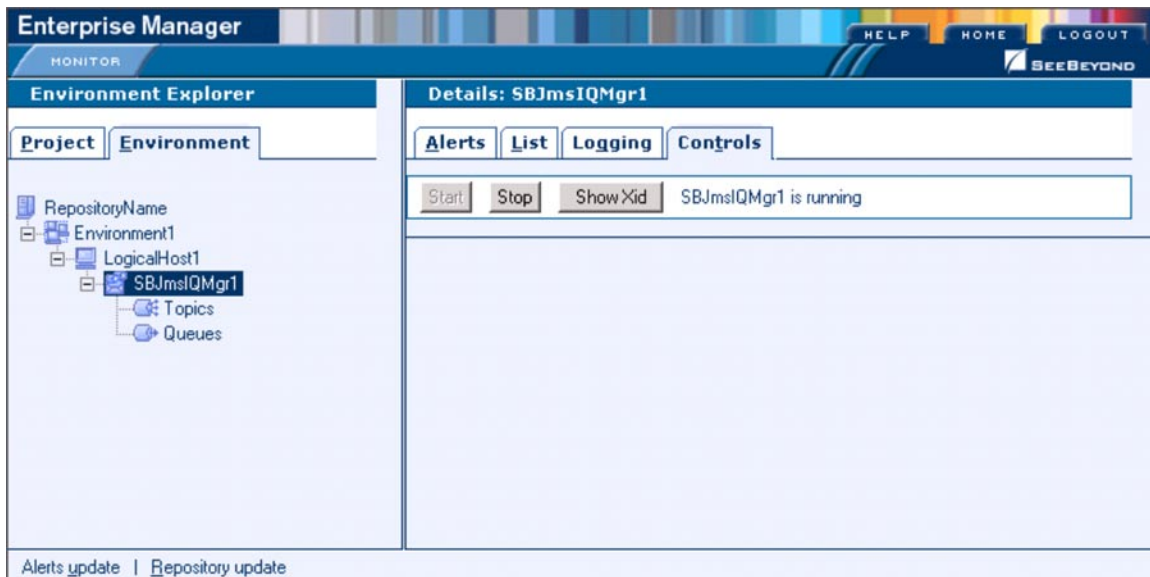 Enterprise Manager
HELP HOME LOGOUT
MONITOR
SEEBEYOND
Environment Explorer
Details: SBJmsIQMgr1
Project Environment
Alerts List Logging Controls
Start Stop Show Xid SBJmsIQMgr1 is running
RepositoryName
Environment1
LogicalHost1
SBJmsIQMgr1
Topics
Queues
Alerts update | Repository update